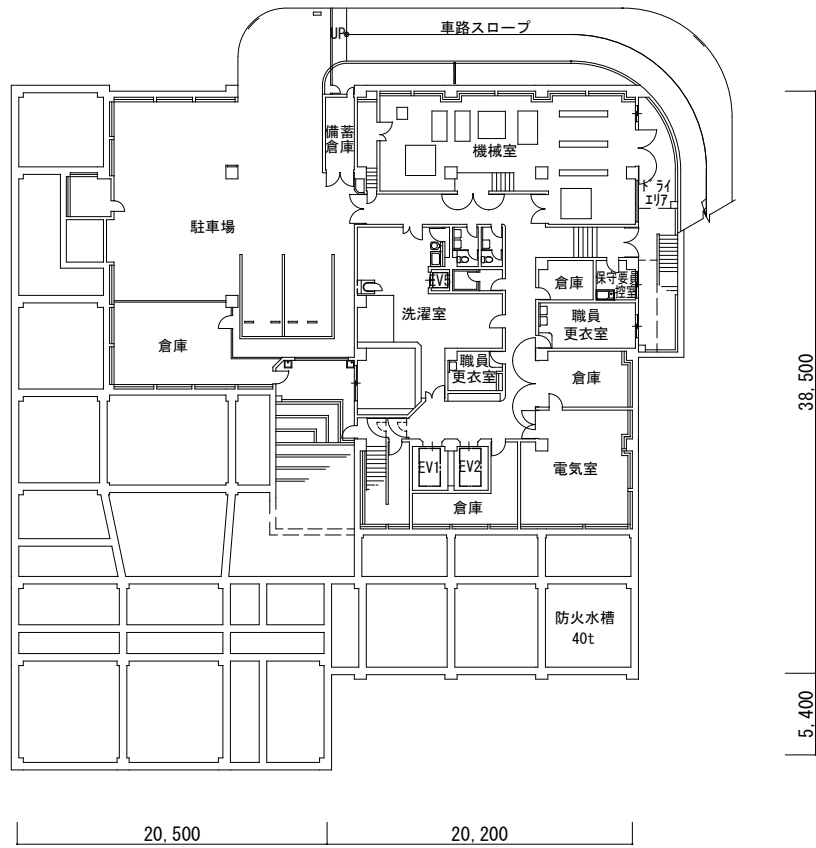 車路スロープ
UP
備蓄
倉庫
機械室
ドライ
エリア
駐車場
EV5
倉庫
保守要員
控室
洗濯室
職員
更衣室
倉庫
職員
更衣室
倉庫
EV1
EV2
電気室
倉庫
防火水槽
40t
38,500
5,400
20,500
20,200